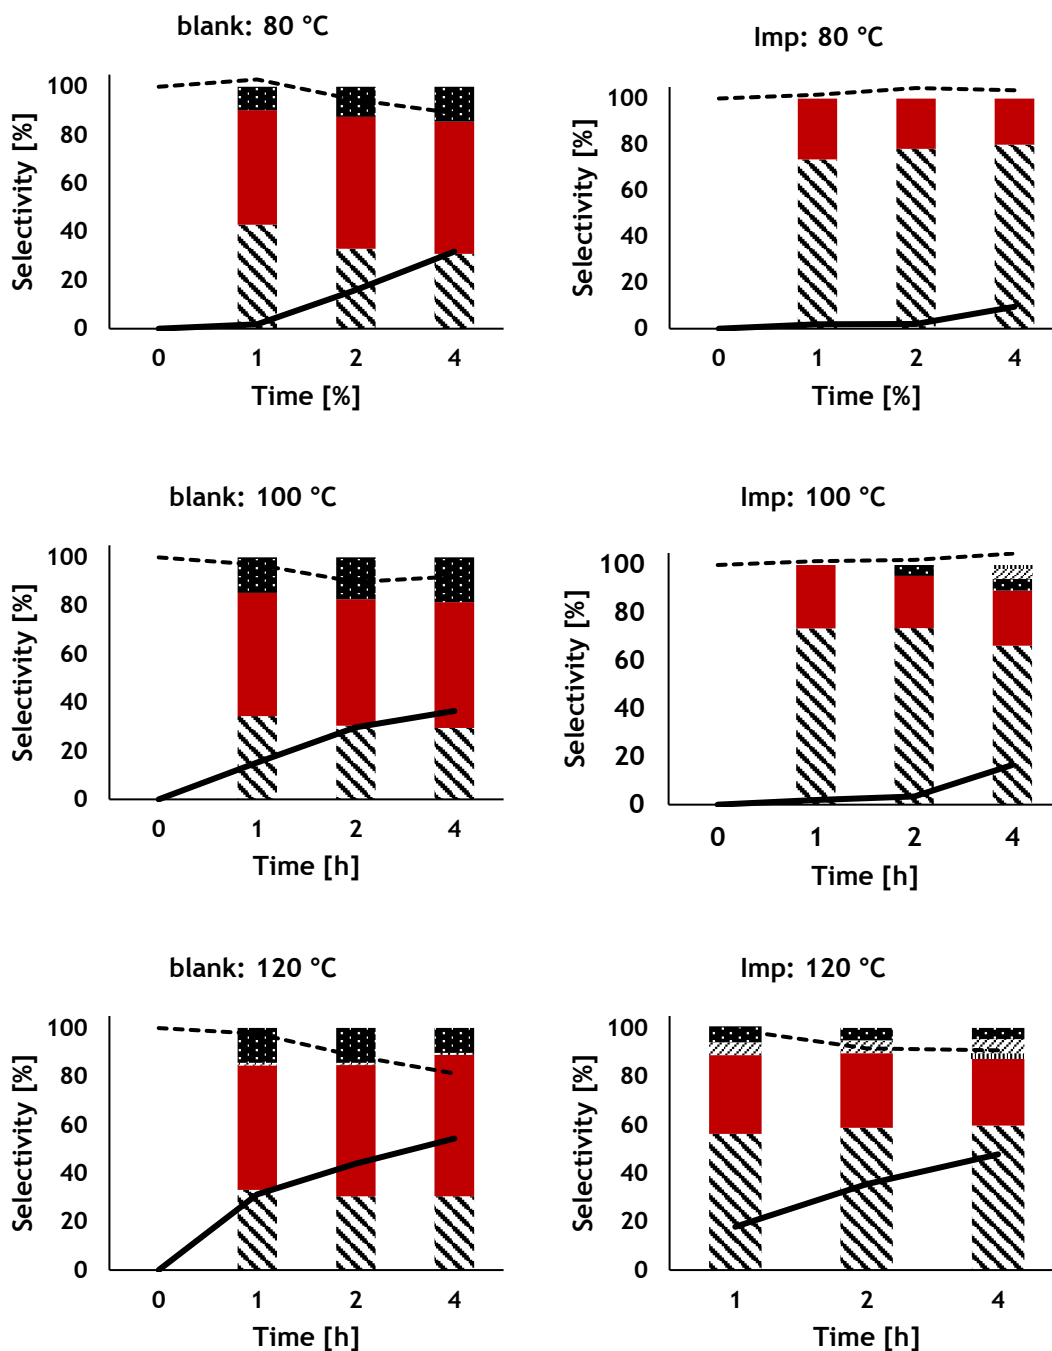 blank: 80 °C
Selectivity [%]
100
80
60
40
20
0
0 1 2 4
Time [%]
Imp: 80 °C
Selectivity [%]
100
80
60
40
20
0
0 1 2 4
Time [%]
blank: 100 °C
Selectivity [%]
100
80
60
40
20
0
0 1 2 4
Time [h]
Imp: 100 °C
Selectivity [%]
100
80
60
40
20
0
0 1 2 4
Time [h]
blank: 120 °C
Selectivity [%]
100
80
60
40
20
0
0 1 2 4
Time [h]
Imp: 120 °C
Selectivity [%]
100
80
60
40
20
0
1 2 4
Time [h]